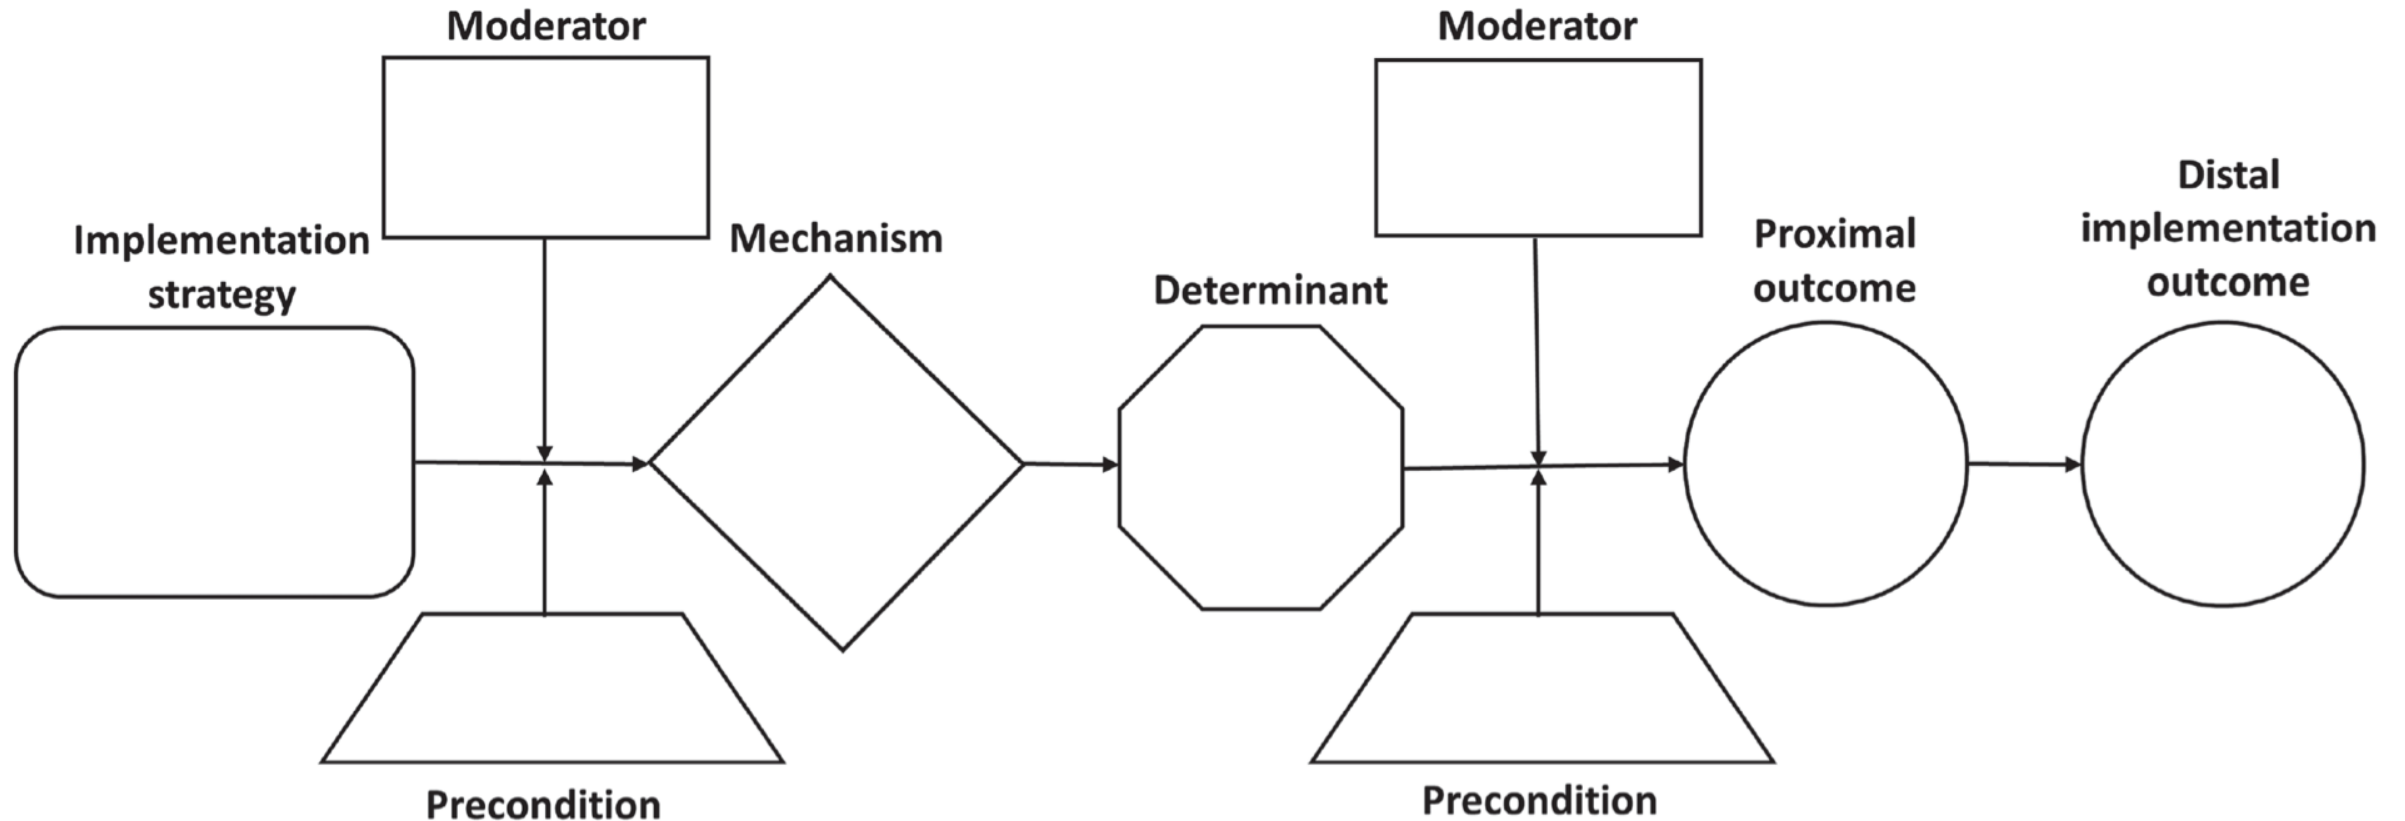 Moderator
Moderator
Implementation
strategy
Mechanism
Determinant
Proximal
outcome
Distal
implementation
outcome
Precondition
Precondition